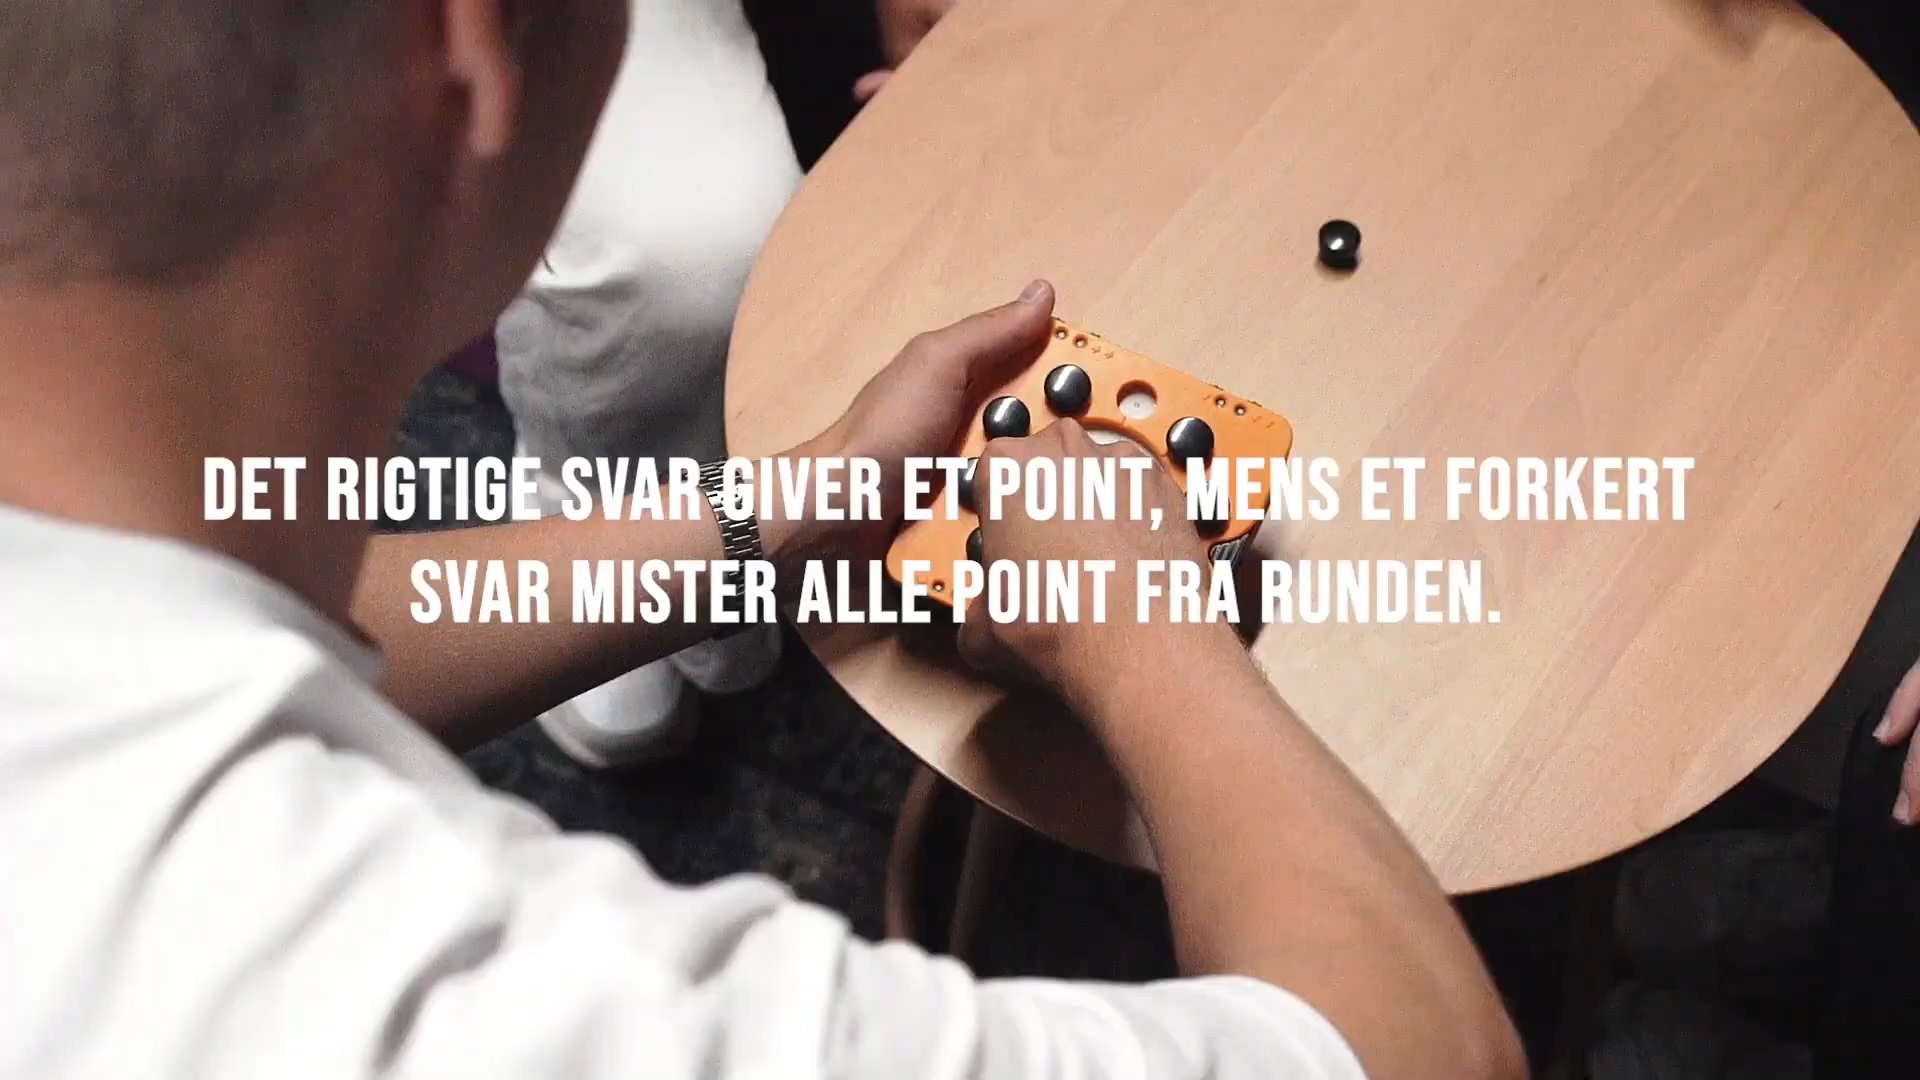 DET RIGTIGE SVAR GIVER ET POINT, MENS ET FORKERT
SVAR MISTER ALLE POINT FRA RUNDEN.